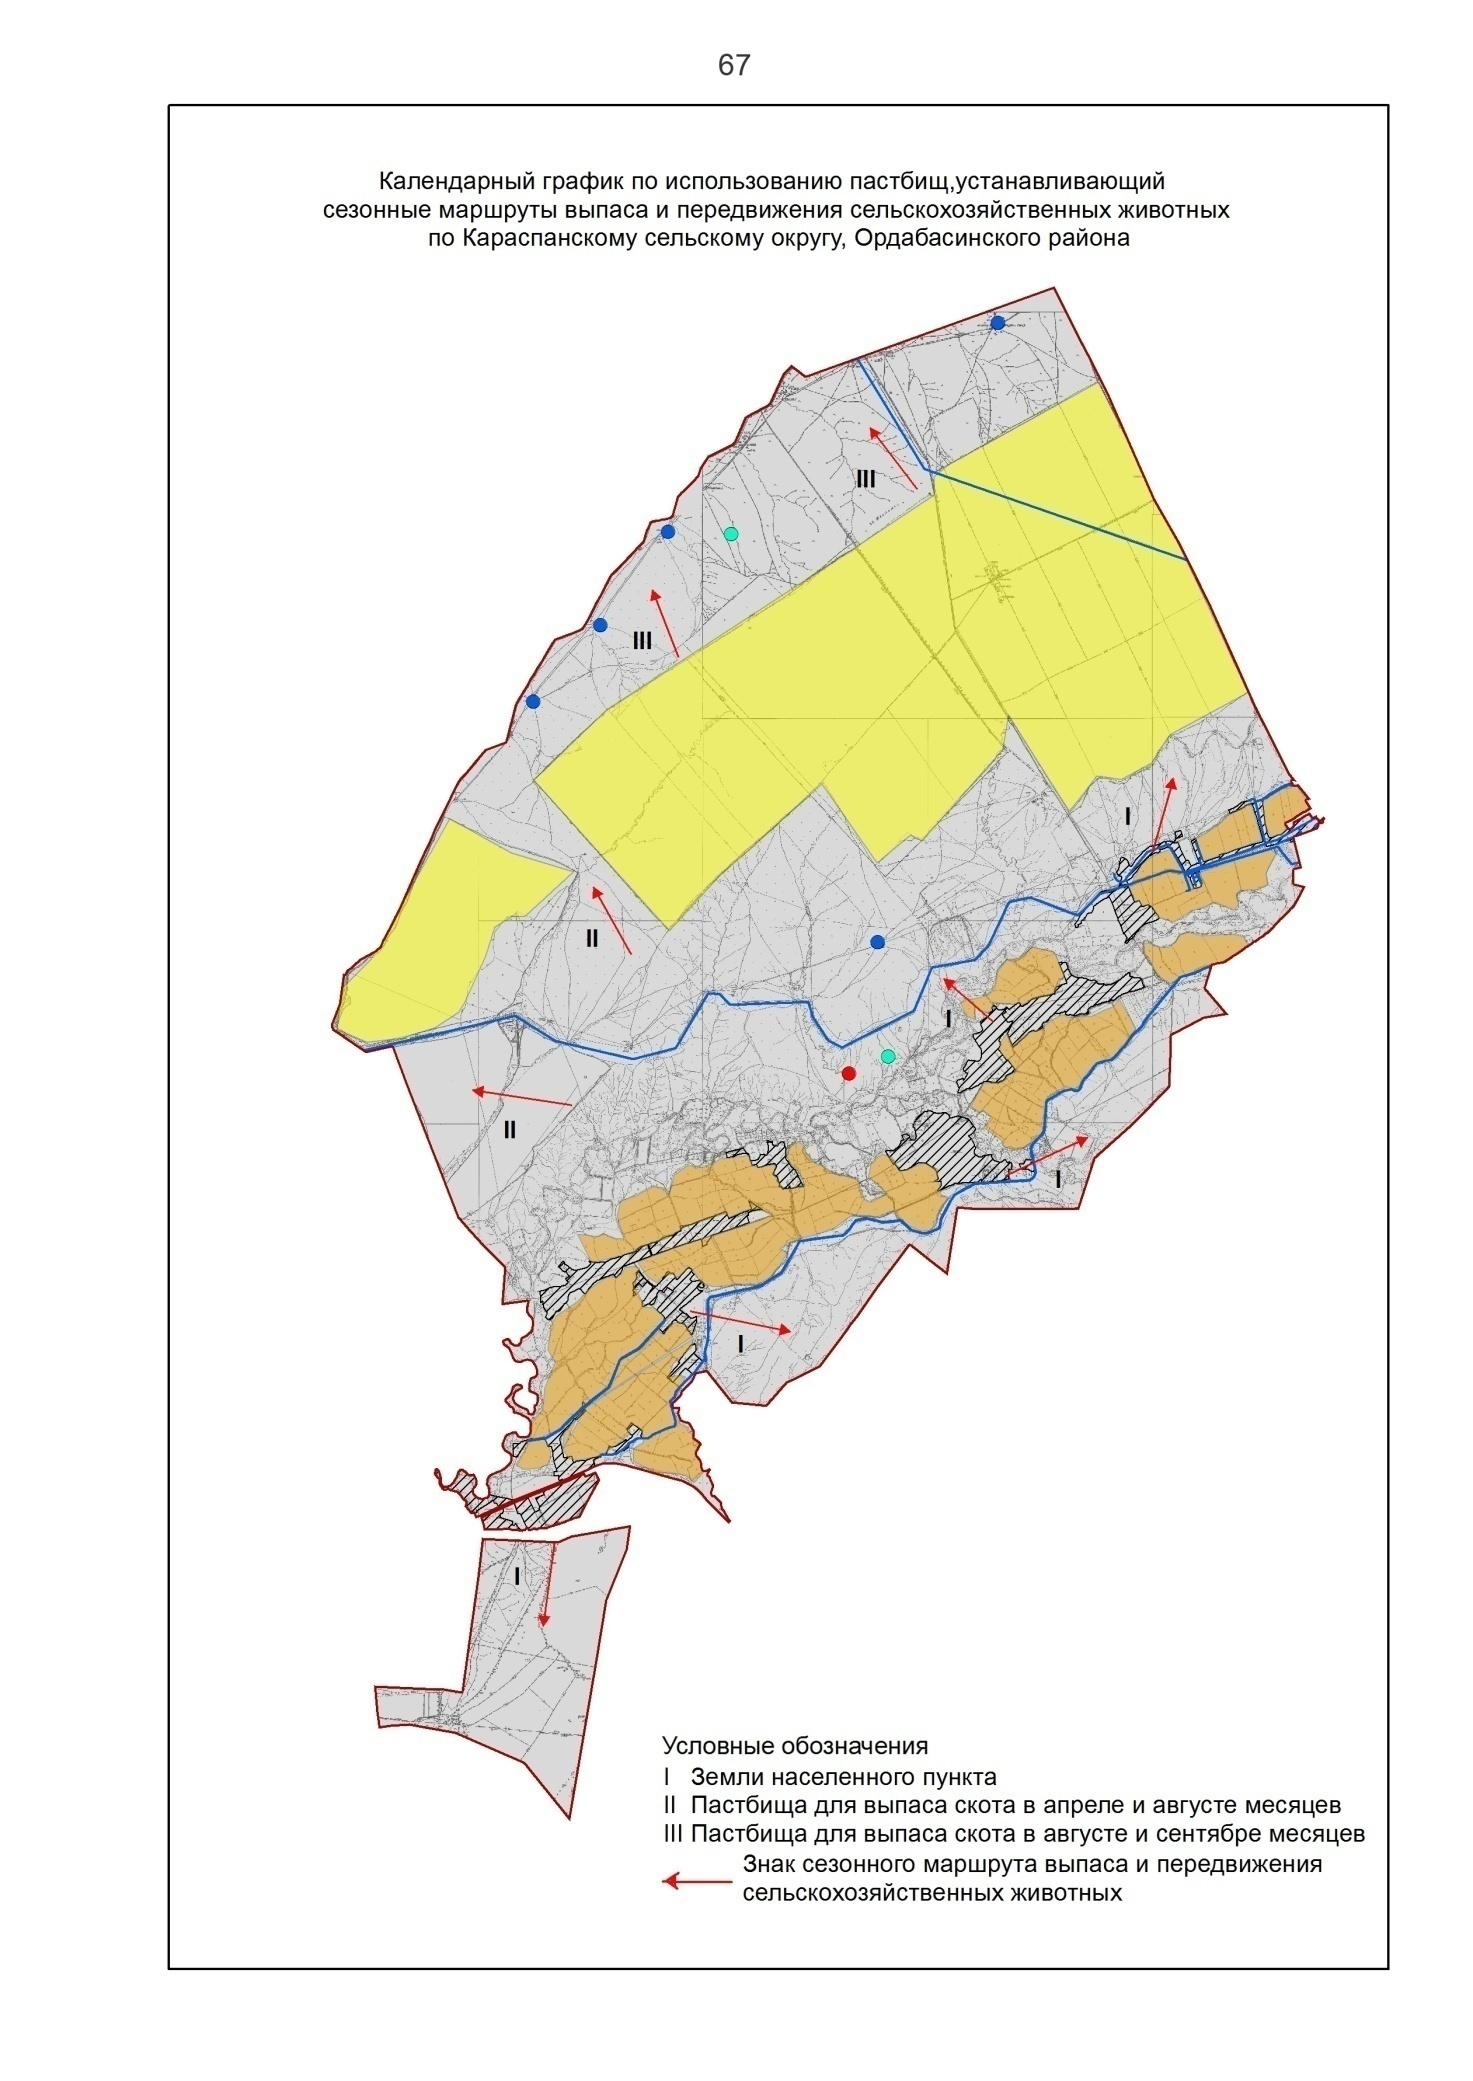 67
Календарный график по использованию пастбищ,устанавливающий
сезонные маршруты выпаса и передвижения сельскохозяйственных животных
по Караспанскому сельскому округу, Ордабасинского района
III
III
I
II
I
II
I
I
I
Условные обозначения
I Земли населенного пункта
II Пастбища для выпаса скота в апреле и августе месяцев
III Пастбища для выпаса скота в августе и сентябре месяцев
Знак сезонного маршрута выпаса и передвижения
сельскохозяйственных животных